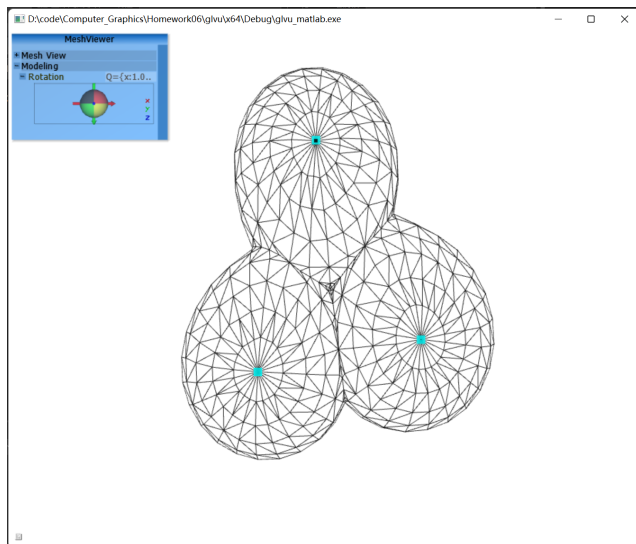 D:\code\Computer_Graphics\Homework06\glvu\x64\Debug\glvu_matlab.exe
MeshViewer
+ Mesh View
− Modeling
− Rotation Q={x:1.0..
x
y
z